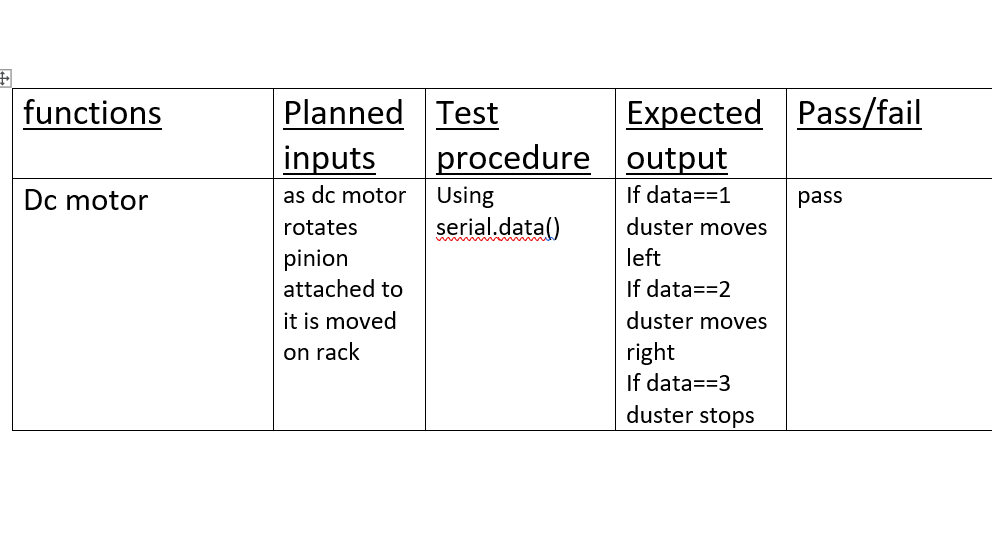 functions
Planned
inputs
Test
procedure
Expected
output
Pass/fail
Dc motor
as dc motor
rotates
pinion
attached to
it is moved
on rack
Using
serial.data()
If data==1
duster moves
left
If data==2
duster moves
right
If data==3
duster stops
pass